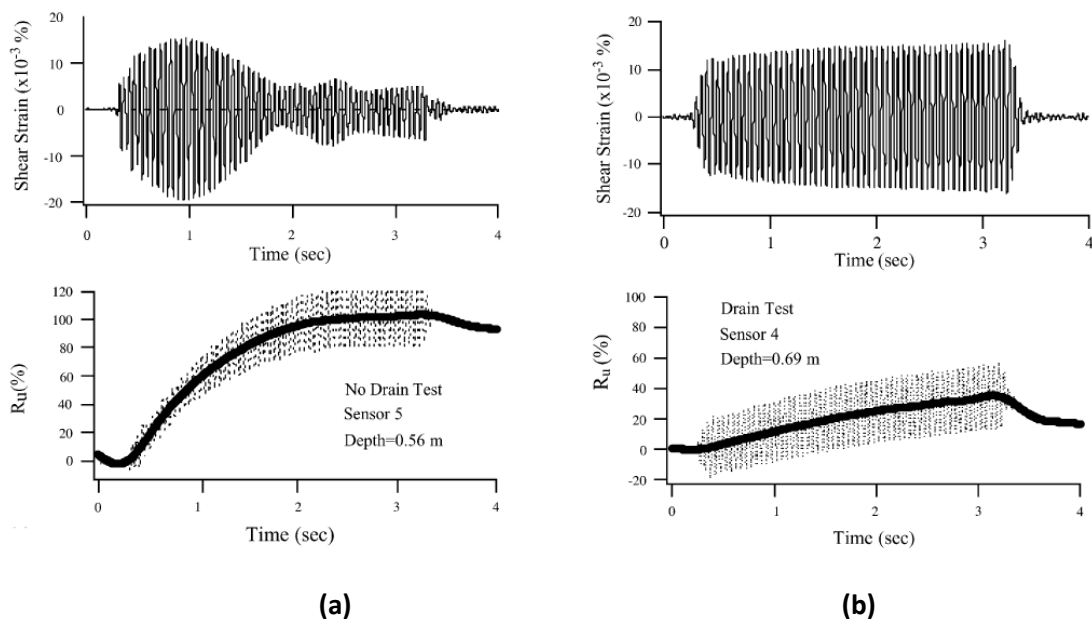 20
10
0
-10
-20
Shear Strain (x10⁻³ %)
0
1
2
3
4
Time (sec)
120
100
80
60
40
20
0
Ru(%)
No Drain Test
Sensor 5
Depth=0.56 m
0
1
2
3
4
Time (sec)
(a)
20
10
0
-10
-20
Shear Strain (x10⁻³ %)
0
1
2
3
4
Time (sec)
100
80
60
40
20
0
-20
Ru (%)
Drain Test
Sensor 4
Depth=0.69 m
0
1
2
3
4
Time (sec)
(b)